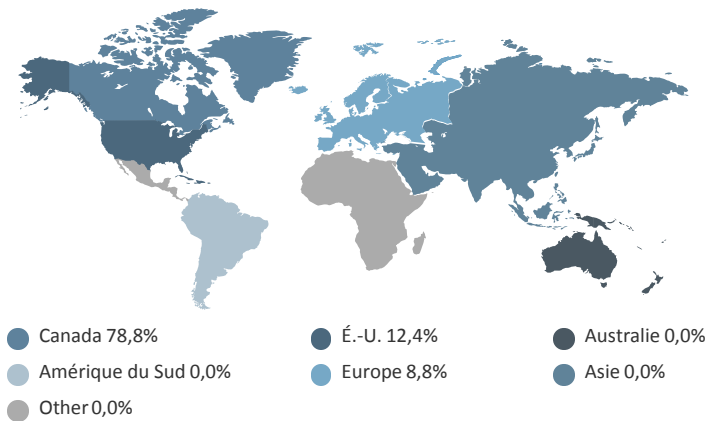 Canada 78,8%
É.-U. 12,4%
Australie 0,0%
Amérique du Sud 0,0%
Europe 8,8%
Asie 0,0%
Other 0,0%